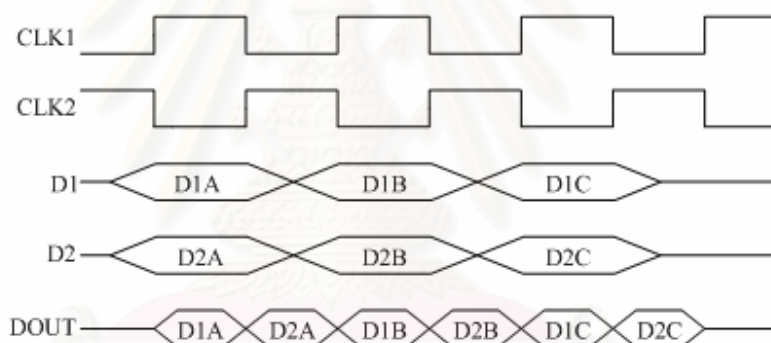 CLK1
CLK2
D1 D1A D1B D1C
D2 D2A D2B D2C
DOUT D1A D2A D1B D2B D1C D2C